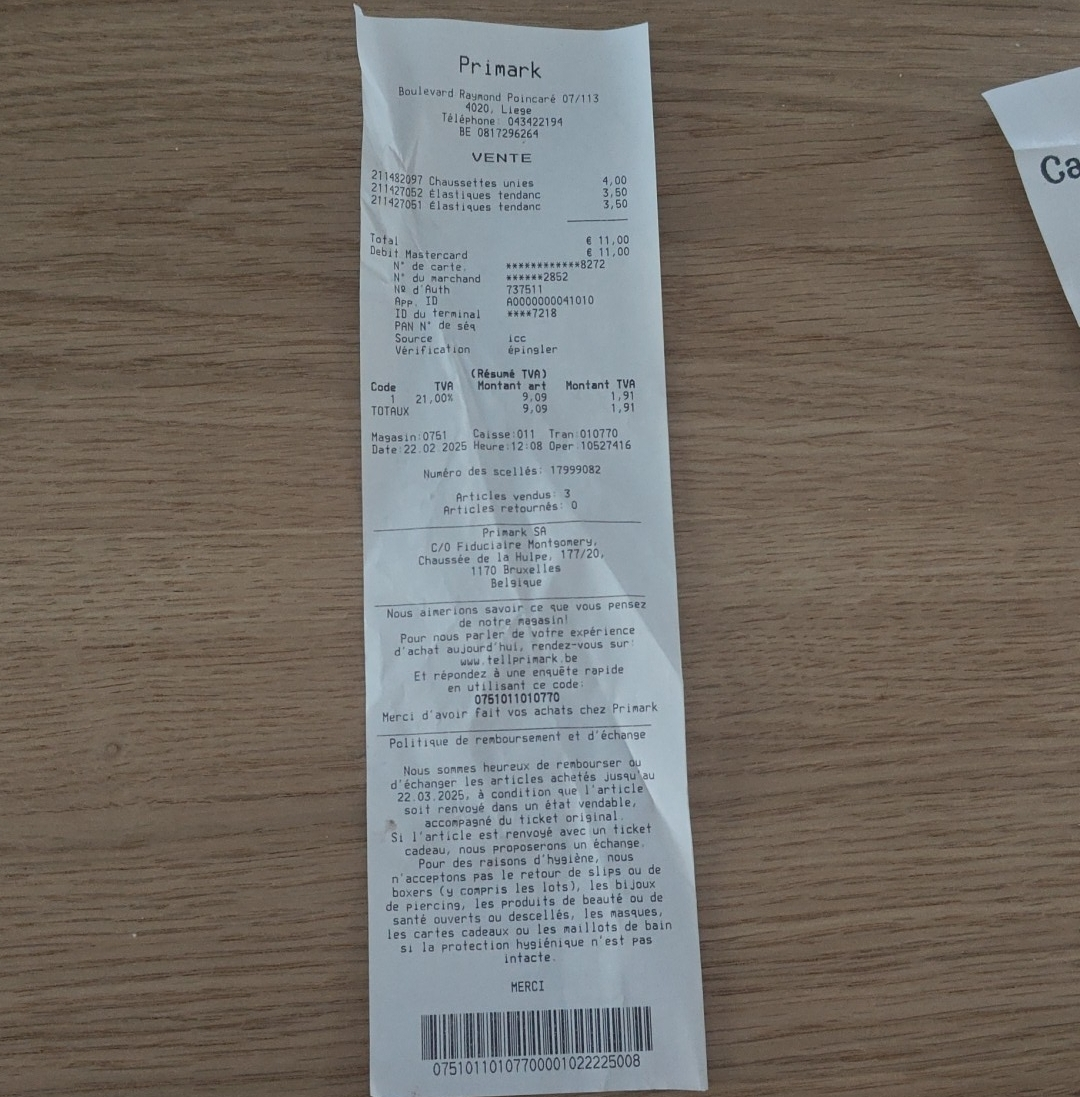 Primark
Boulevard Raymond Poincaré 07/113
4020, Liege
Téléphone: 043422194
BE 0817296264
VENTE
211482097 Chaussettes unies 4,00
211427052 Élastiques tendanc 3,50
211427051 Élastiques tendanc 3,50
Total € 11,00
Debit Mastercard € 11,00
N° de carte. ************8272
N° du marchand ******2852
Nº d'Auth 737511
App. ID A0000000041010
ID du terminal ****7218
PAN N° de séq
Source icc
Vérification épingler
(Résumé TVA)
Code TVA Montant art Montant TVA
1 21,00% 9,09 1,91
TOTAUX 9,09 1,91
Magasin:0751 Caisse:011 Tran:010770
Date:22.02.2025 Heure:12:08 Oper:10527416
Numéro des scellés: 17999082
Articles vendus: 3
Articles retournés: 0
Primark SA
C/O Fiduciaire Montgomery,
Chaussée de la Hulpe, 177/20,
1170 Bruxelles
Belgique
Nous aimerions savoir ce que vous pensez
de notre magasin!
Pour nous parler de votre expérience
d'achat aujourd'hui, rendez-vous sur:
www.tellprimark.be
Et répondez à une enquête rapide
en utilisant ce code:
0751011010770
Merci d'avoir fait vos achats chez Primark
Politique de remboursement et d'échange
Nous sommes heureux de rembourser ou
d'échanger les articles achetés jusqu'au
22.03.2025, à condition que l'article
soit renvoyé dans un état vendable,
accompagné du ticket original.
Si l'article est renvoyé avec un ticket
cadeau, nous proposerons un échange.
Pour des raisons d'hygiène, nous
n'acceptons pas le retour de slips ou de
boxers (y compris les lots), les bijoux
de piercing, les produits de beauté ou de
santé ouverts ou descellés, les masques,
les cartes cadeaux ou les maillots de bain
si la protection hygiénique n'est pas
intacte.
MERCI
07510110107700001022225008
Ca